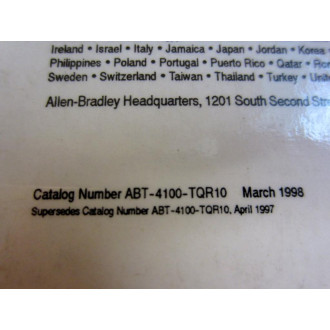 Ireland • Israel • Italy • Jamaica • Japan • Jordan • Korea
Philippines • Poland • Portugal • Puerto Rico • Qatar •
Sweden • Switzerland • Taiwan • Thailand • Turkey •
Allen-Bradley Headquarters, 1201 South Second
Catalog Number ABT-4100-TQR10 March 1998
Supersedes Catalog Number ABT-4100-TQR10, April 1997